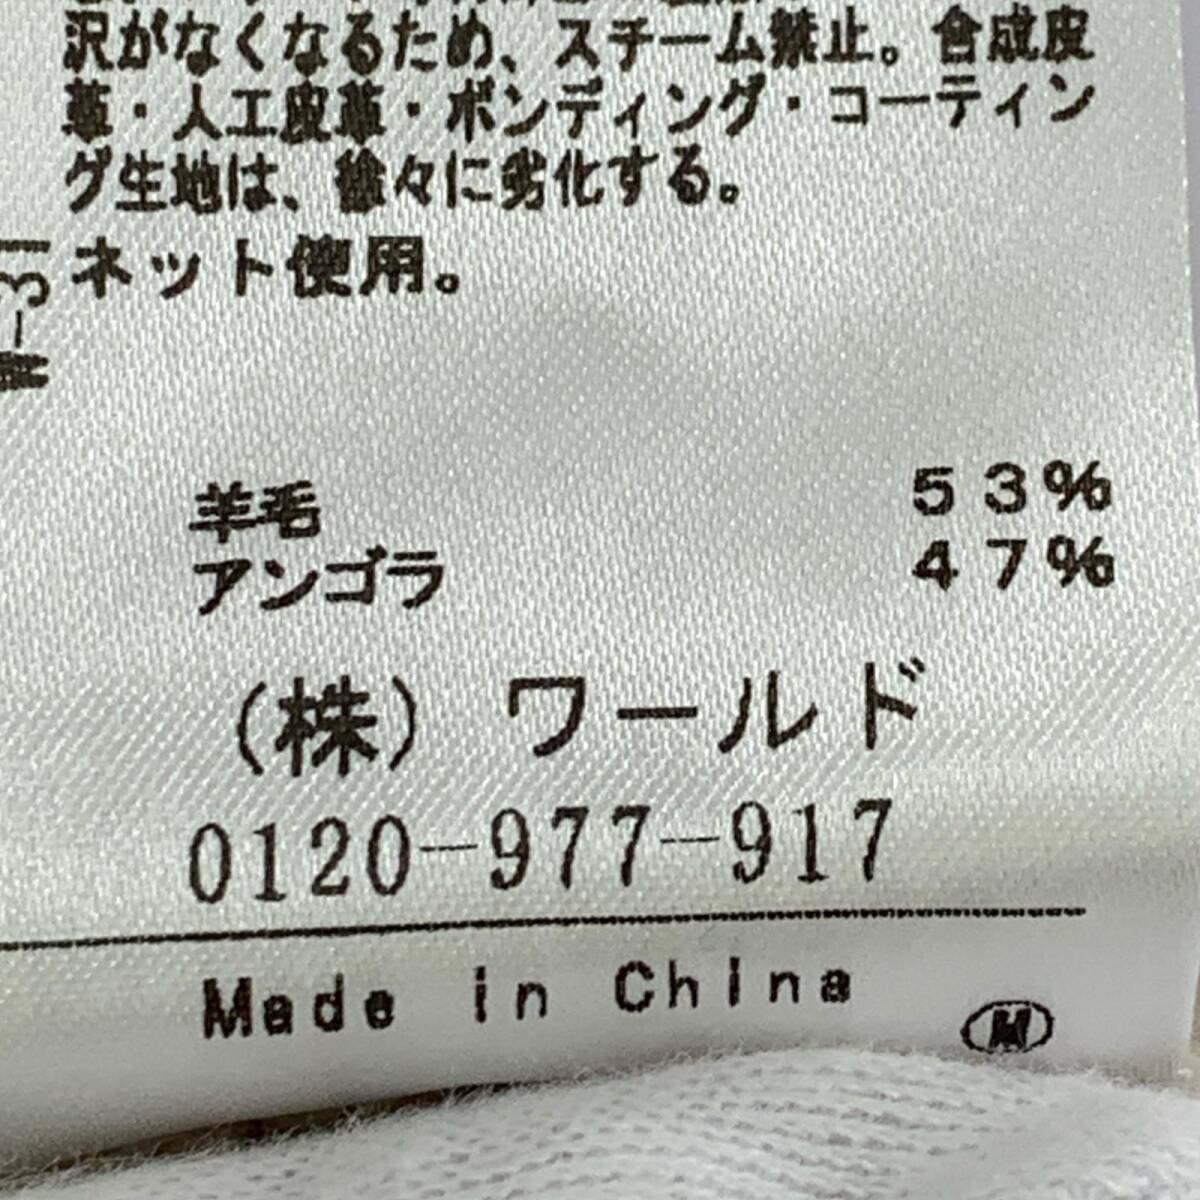 沢がなくなるため、スチーム禁止。合成皮
革・人工皮革・ボンディング・コーティン
グ生地は、徐々に劣化する。
ネット使用。
羊毛 53%
アンゴラ 47%
(株) ワールド
0120-977-917
Made in China
M